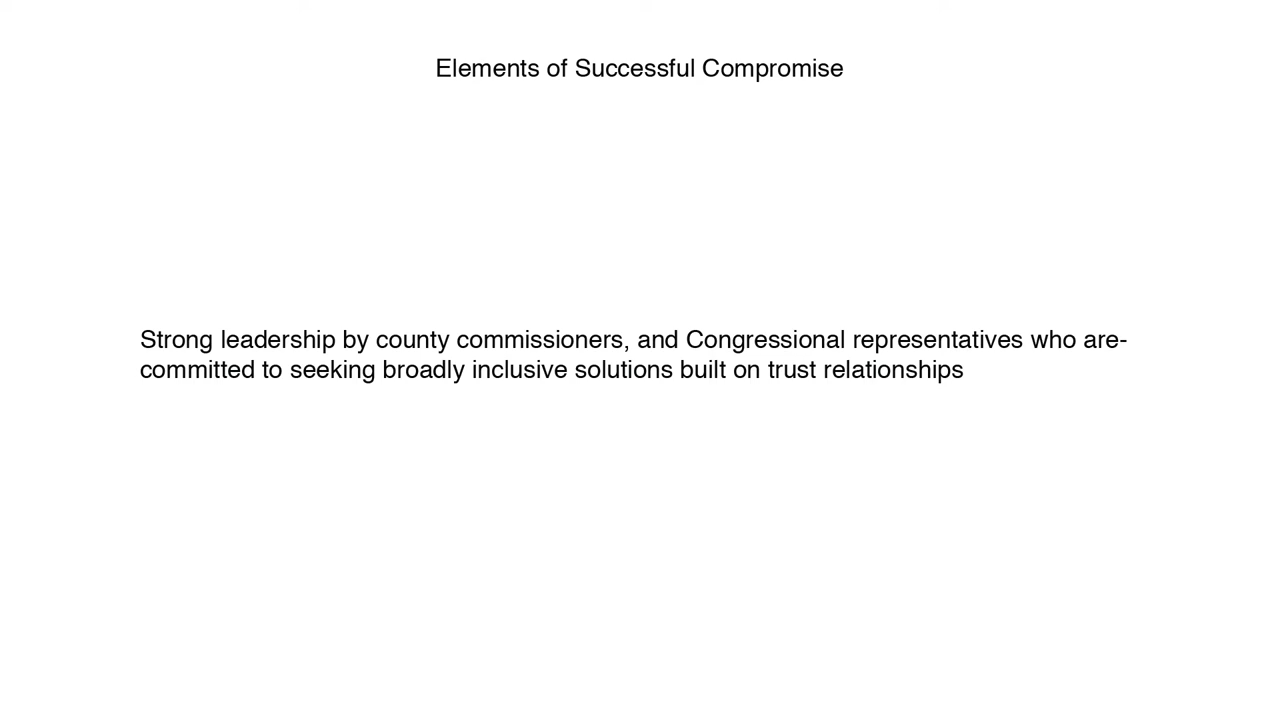 Elements of Successful Compromise
Strong leadership by county commissioners, and Congressional representatives who are-
committed to seeking broadly inclusive solutions built on trust relationships